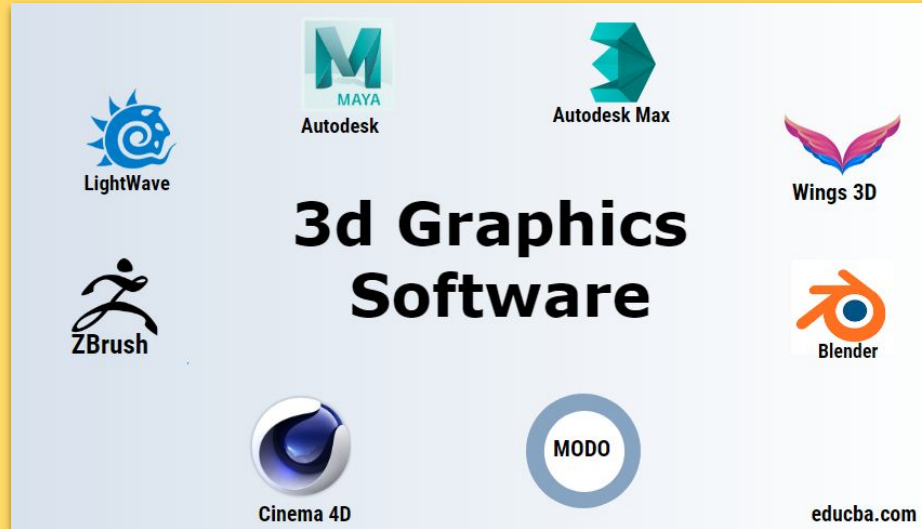 MAYA
Autodesk
Autodesk Max
LightWave
Wings 3D
3d Graphics
Software
ZBrush
Blender
MODO
Cinema 4D
educba.com